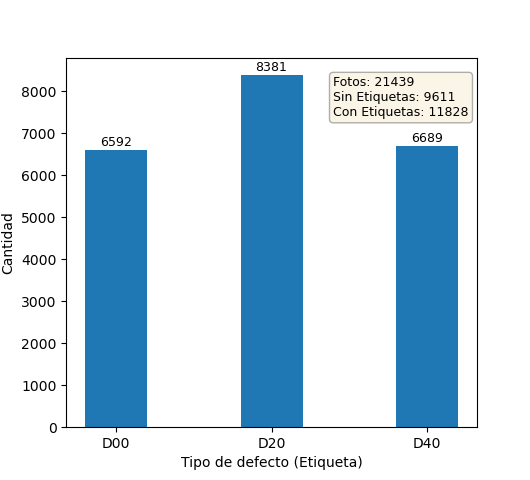 8381
Fotos: 21439
Sin Etiquetas: 9611
Con Etiquetas: 11828
6592
6689
8000
7000
6000
5000
4000
3000
2000
1000
0
Cantidad
D00 D20 D40
Tipo de defecto (Etiqueta)